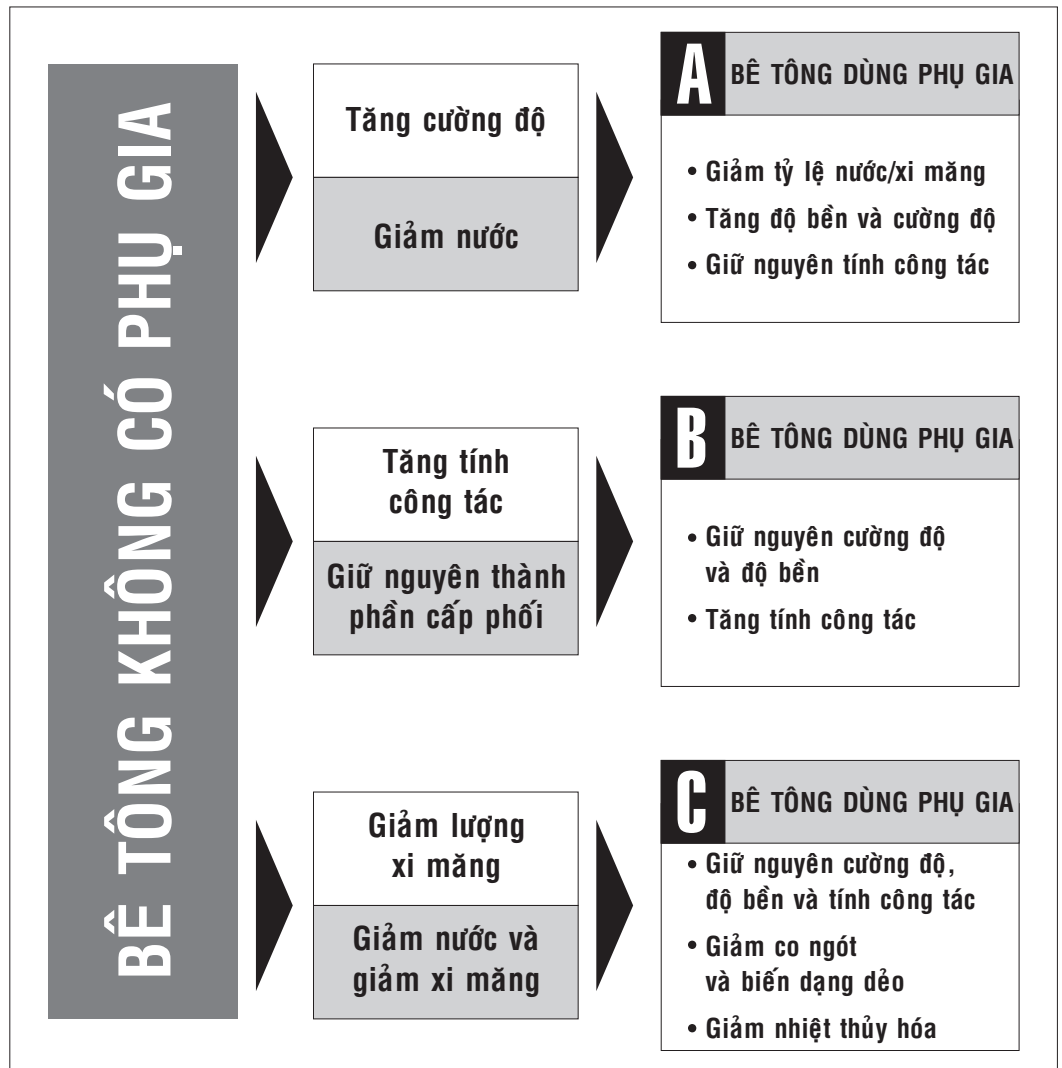 BÊ TÔNG KHÔNG CÓ PHỤ GIA
Tăng cường độ
Giảm nước
A BÊ TÔNG DÙNG PHỤ GIA
• Giảm tỷ lệ nước/xi măng
• Tăng độ bền và cường độ
• Giữ nguyên tính công tác
Tăng tính
công tác
Giữ nguyên thành
phần cấp phối
B BÊ TÔNG DÙNG PHỤ GIA
• Giữ nguyên cường độ
và độ bền
• Tăng tính công tác
Giảm lượng
xi măng
Giảm nước và
giảm xi măng
C BÊ TÔNG DÙNG PHỤ GIA
• Giữ nguyên cường độ,
độ bền và tính công tác
• Giảm co ngót
và biến dạng dẻo
• Giảm nhiệt thủy hóa